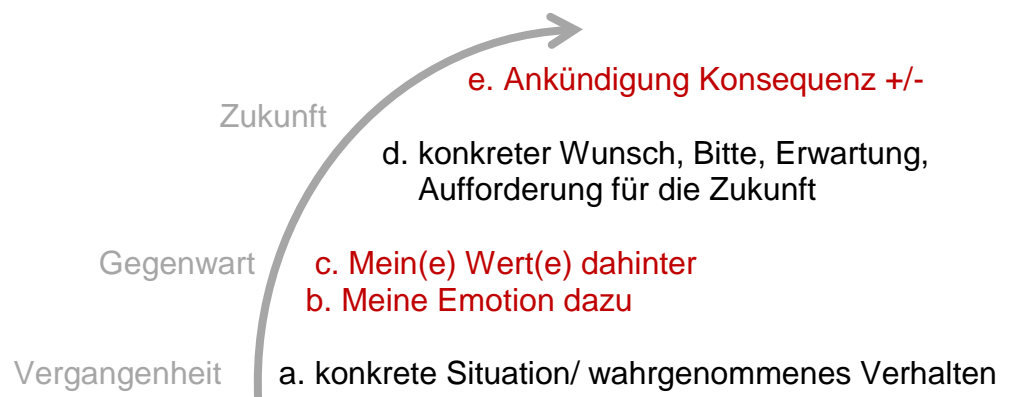 e. Ankündigung Konsequenz +/-
Zukunft
d. konkreter Wunsch, Bitte, Erwartung,
Aufforderung für die Zukunft
Gegenwart
c. Mein(e) Wert(e) dahinter
b. Meine Emotion dazu
Vergangenheit
a. konkrete Situation/ wahrgenommenes Verhalten